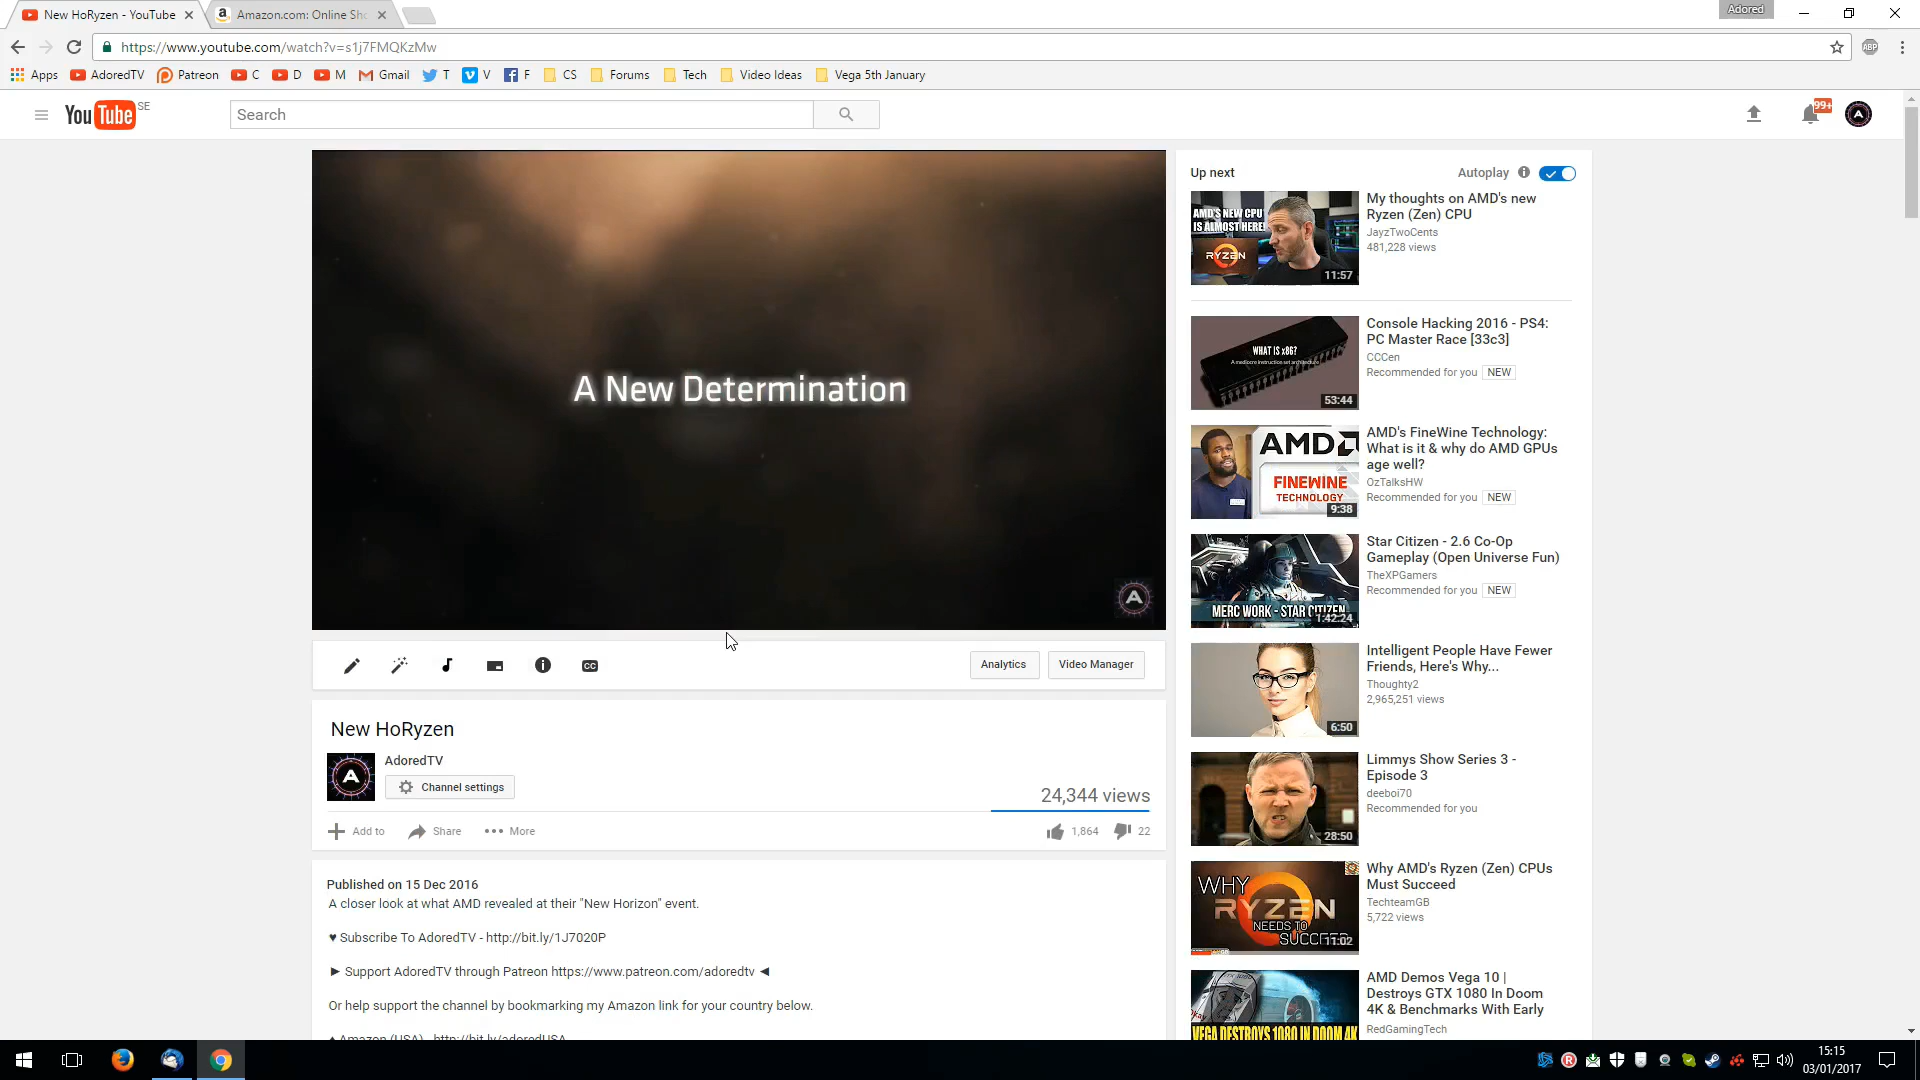 New HoRyzen - YouTube
Amazon.com: Online Sho
Adored
https://www.youtube.com/watch?v=s1j7FMQKzMw
ABP
Apps AdoredTV Patreon C D M Gmail T V F CS Forums Tech Video Ideas Vega 5th January
YouTube SE
Search
99+
A New Determination
A
Analytics
Video Manager
CC
New HoRyzen
AdoredTV
Channel settings
24,344 views
Add to Share More
1,864 22
Published on 15 Dec 2016
A closer look at what AMD revealed at their "New Horizon" event.
♥ Subscribe To AdoredTV - http://bit.ly/1J7020P
► Support AdoredTV through Patreon https://www.patreon.com/adoredtv ◄
Or help support the channel by bookmarking my Amazon link for your country below.
♦ Amazon (USA) - http://bit.ly/adoredUSA
Up next
Autoplay
AMD'S NEW CPU
IS ALMOST HERE!
RYZEN
11:57
My thoughts on AMD's new
Ryzen (Zen) CPU
JayzTwoCents
481,228 views
WHAT IS x86?
A mediocre instruction set architecture
53:44
Console Hacking 2016 - PS4:
PC Master Race [33c3]
CCCen
Recommended for you NEW
AMD
FINEWINE
TECHNOLOGY
9:38
AMD's FineWine Technology:
What is it & why do AMD GPUs
age well?
OzTalksHW
Recommended for you NEW
MERC WORK - STAR CITIZEN
1:42:24
Star Citizen - 2.6 Co-Op
Gameplay (Open Universe Fun)
TheXPGamers
Recommended for you NEW
6:50
Intelligent People Have Fewer
Friends, Here's Why...
Thoughty2
2,965,251 views
28:50
Limmys Show Series 3 -
Episode 3
deeboi70
Recommended for you
WHY
RYZEN
NEEDS TO
SUCCEED
11:02
Why AMD's Ryzen (Zen) CPUs
Must Succeed
TechteamGB
5,722 views
VEGA DESTROYS 1080 IN DOOM 4K
AMD Demos Vega 10 |
Destroys GTX 1080 In Doom
4K & Benchmarks With Early
RedGamingTech
15:15
03/01/2017